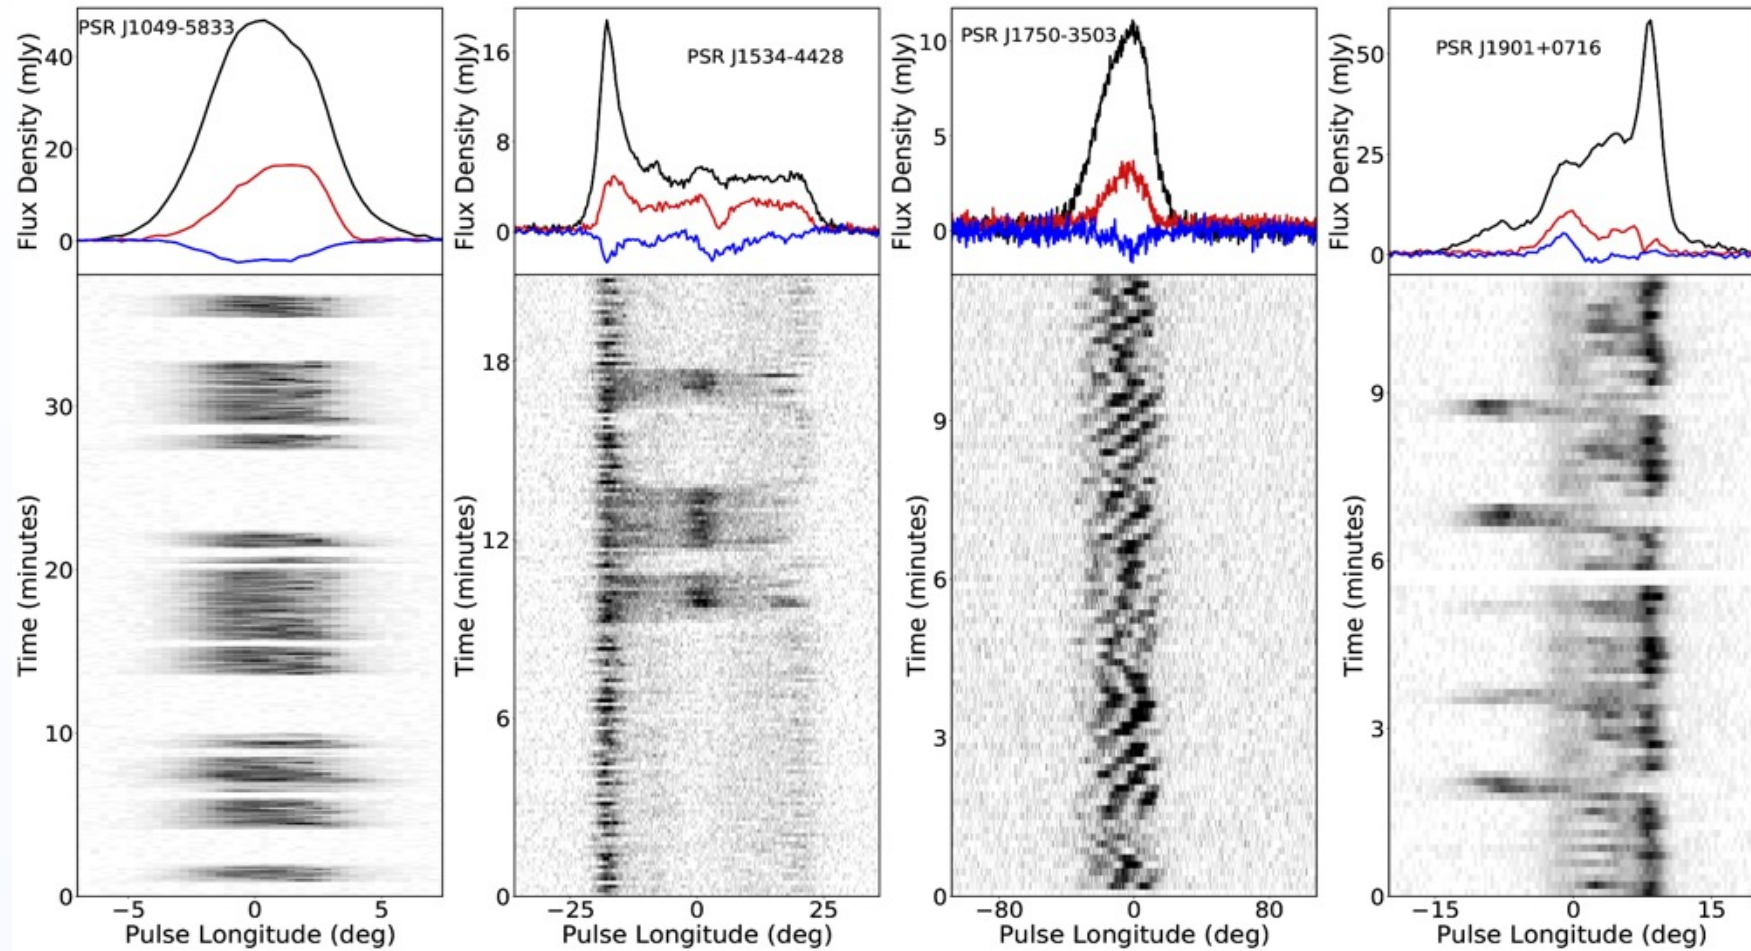 PSR J1049-5833
Flux Density (mJy)
40
20
0
Time (minutes)
30
20
10
0
−5
0
5
Pulse Longitude (deg)
PSR J1534-4428
Flux Density (mJy)
16
8
0
Time (minutes)
18
12
6
0
−25
0
25
Pulse Longitude (deg)
PSR J1750-3503
Flux Density (mJy)
10
5
0
Time (minutes)
9
6
3
0
−80
0
80
Pulse Longitude (deg)
PSR J1901+0716
Flux Density (mJy)
50
25
0
Time (minutes)
9
6
3
0
−15
0
15
Pulse Longitude (deg)